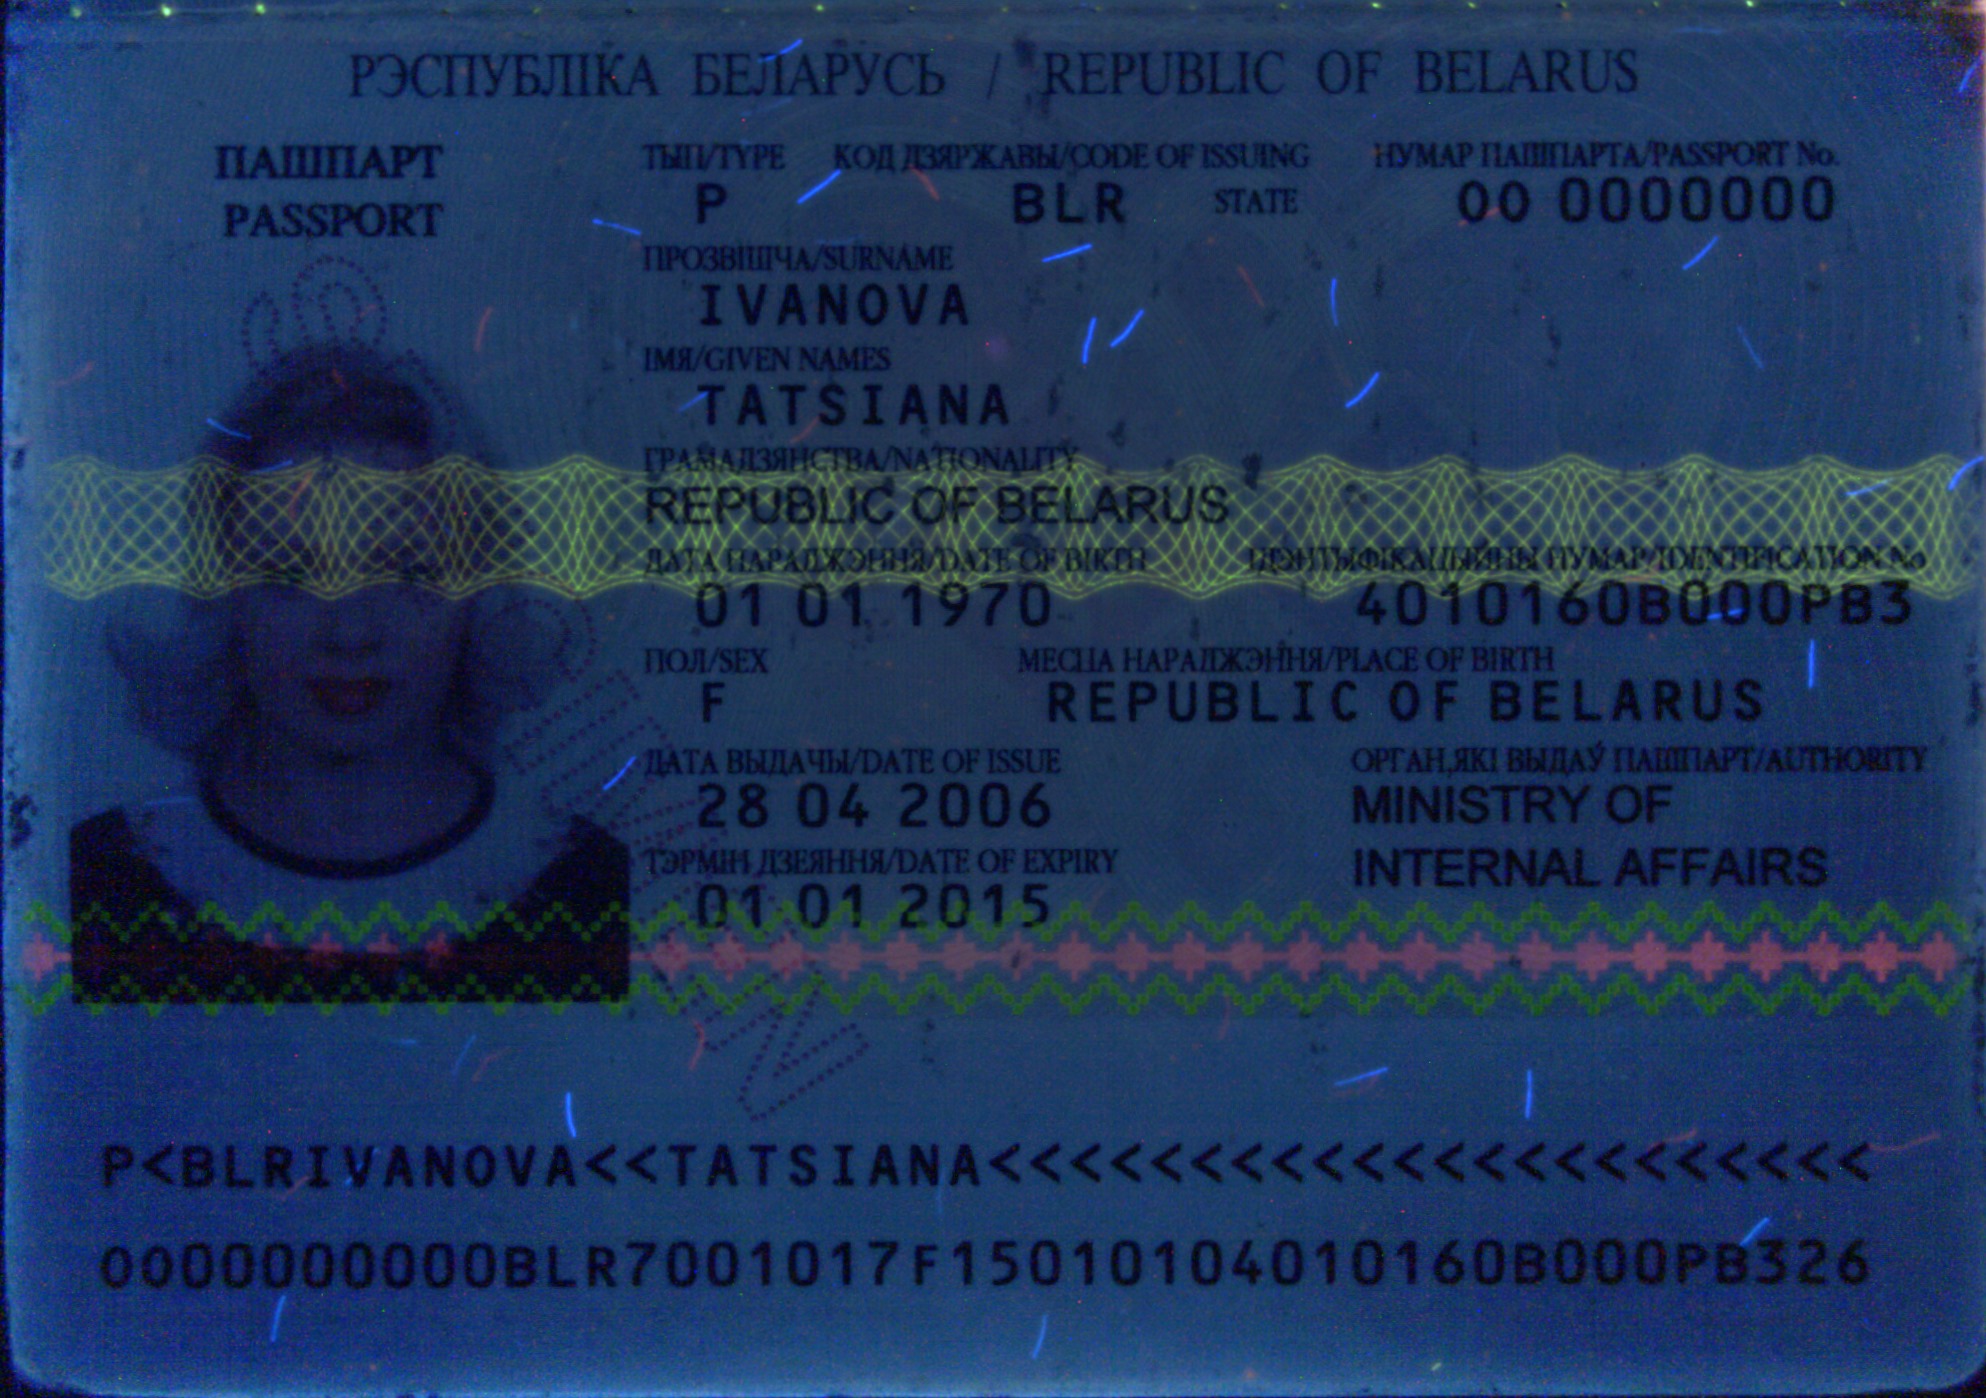 РЭСПУБЛІКА БЕЛАРУСЬ / REPUBLIC OF BELARUS
ПАШПАРТ
PASSPORT
ТЫП/TYPE КОД ДЗЯРЖАВЫ/CODE OF ISSUING STATE НУМАР ПАШПАРТА/PASSPORT No.
P BLR 00 0000000
ПРОЗВІШЧА/SURNAME
IVANOVA
ІМЯ/GIVEN NAMES
TATSIANA
ГРАМАДЗЯНСТВА/NATIONALITY
REPUBLIC OF BELARUS
ДАТА НАРАДЖЭННЯ/DATE OF BIRTH ІДЭНТЫФІКАЦЫЙНЫ НУМАР/IDENTIFICATION No
01 01 1970 4010160B000PB3
ПОЛ/SEX МЕСЦА НАРАДЖЭННЯ/PLACE OF BIRTH
F REPUBLIC OF BELARUS
ДАТА ВЫДАЧЫ/DATE OF ISSUE ОРГАН,ЯКІ ВЫДАЎ ПАШПАРТ/AUTHORITY
28 04 2006 MINISTRY OF
ТЭРМІН ДЗЕЯННЯ/DATE OF EXPIRY INTERNAL AFFAIRS
01 01 2015
P<BLRIVANOVA<<TATSIANA<<<<<<<<<<<<<<<<<<<<<<
0000000000BLR7001017F15010104010160B000PB326